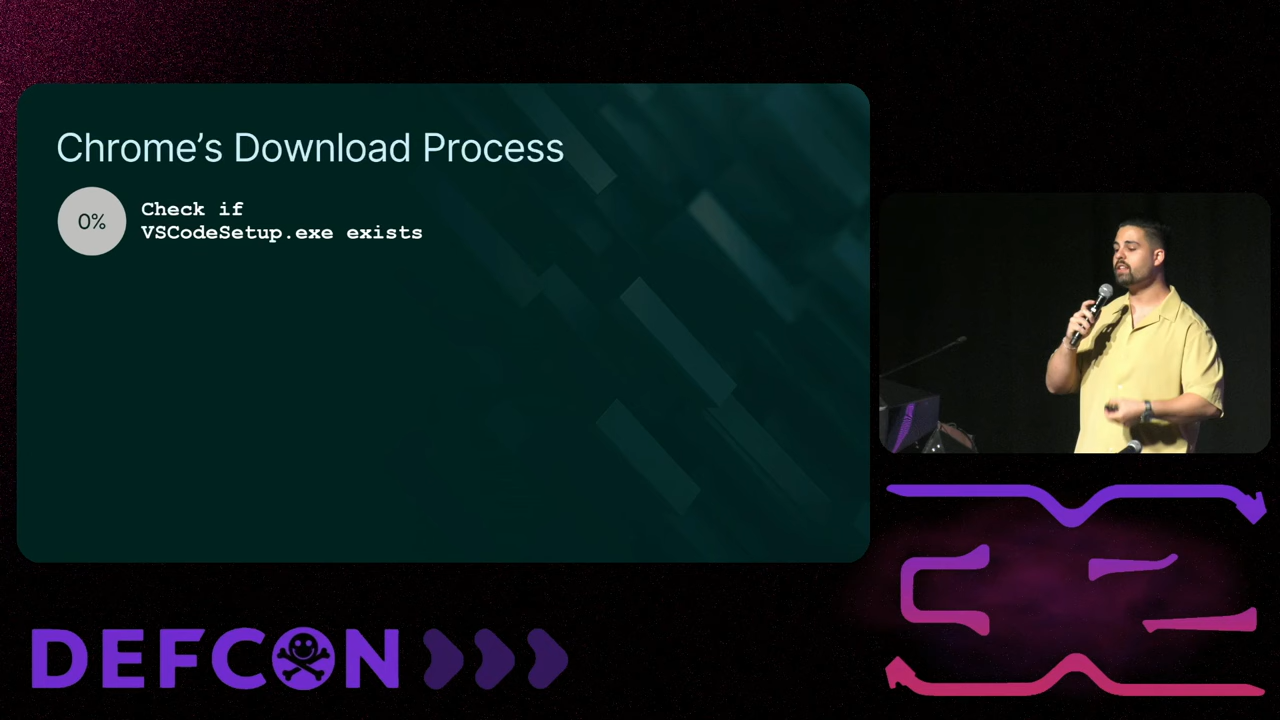 Chrome's Download Process
0%
Check if
VSCodeSetup.exe exists
DEFCON